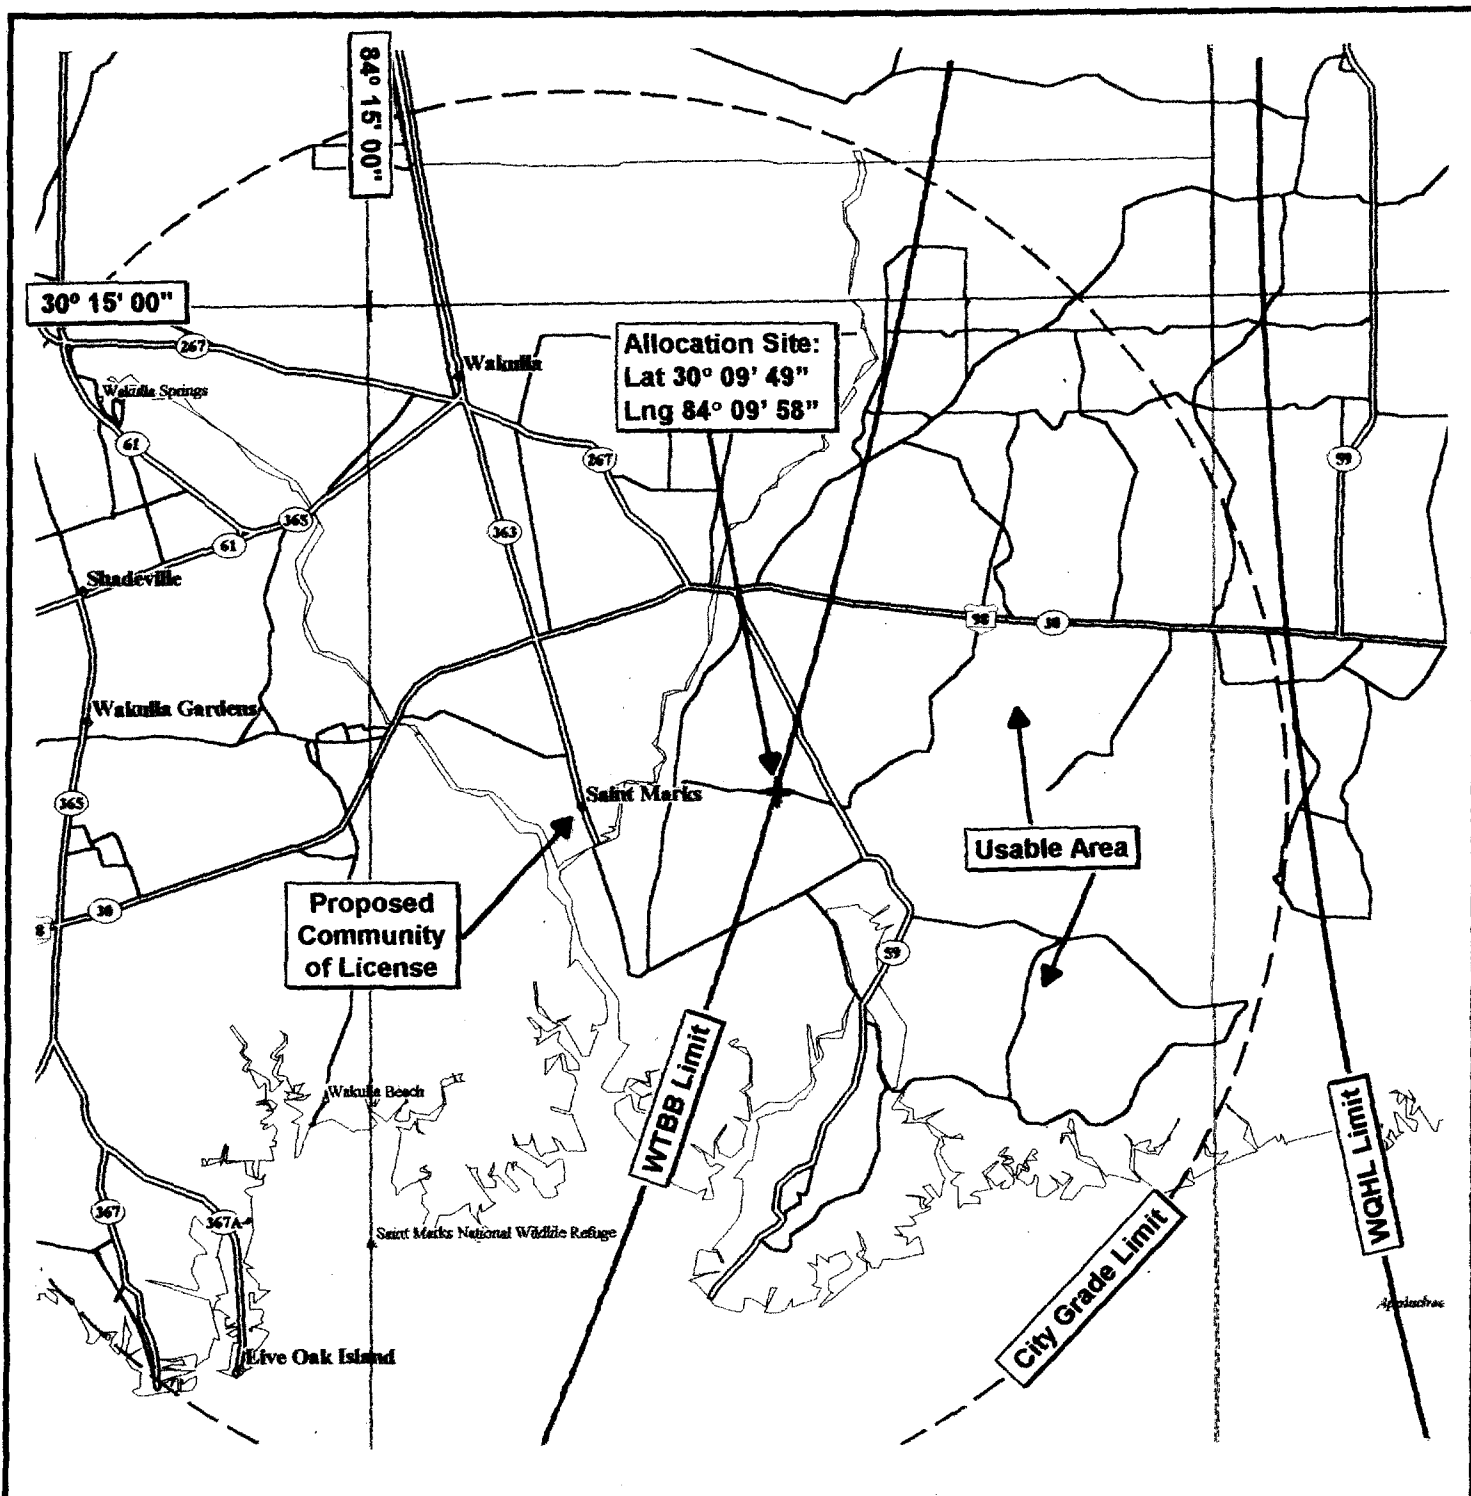 84° 15' 00"
30° 15' 00"
267
Wakulla
Allocation Site:
Lat 30° 09' 49"
Lng 84° 09' 58"
Wakulla Springs
61
267
59
365
363
61
Shadeville
98
30
Wakulla Gardens
365
Saint Marks
Usable Area
Proposed
Community
of License
30
59
WTBB Limit
Wakulla Beach
WQHL Limit
367
367A
Saint Marks National Wildlife Refuge
City Grade Limit
Live Oak Island